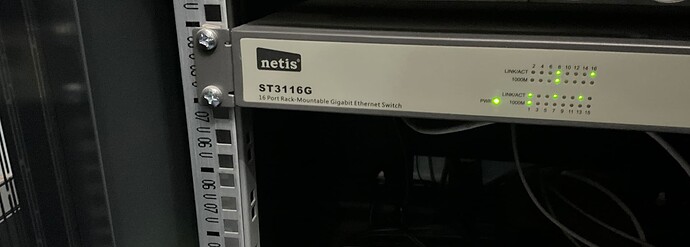 netis®
ST3116G
16 Port Rack-Mountable Gigabit Ethernet Switch
2 4 6 8 10 12 14 16
LINK/ACT
1000M
PWR
LINK/ACT
1000M
1 3 5 7 9 11 13 15